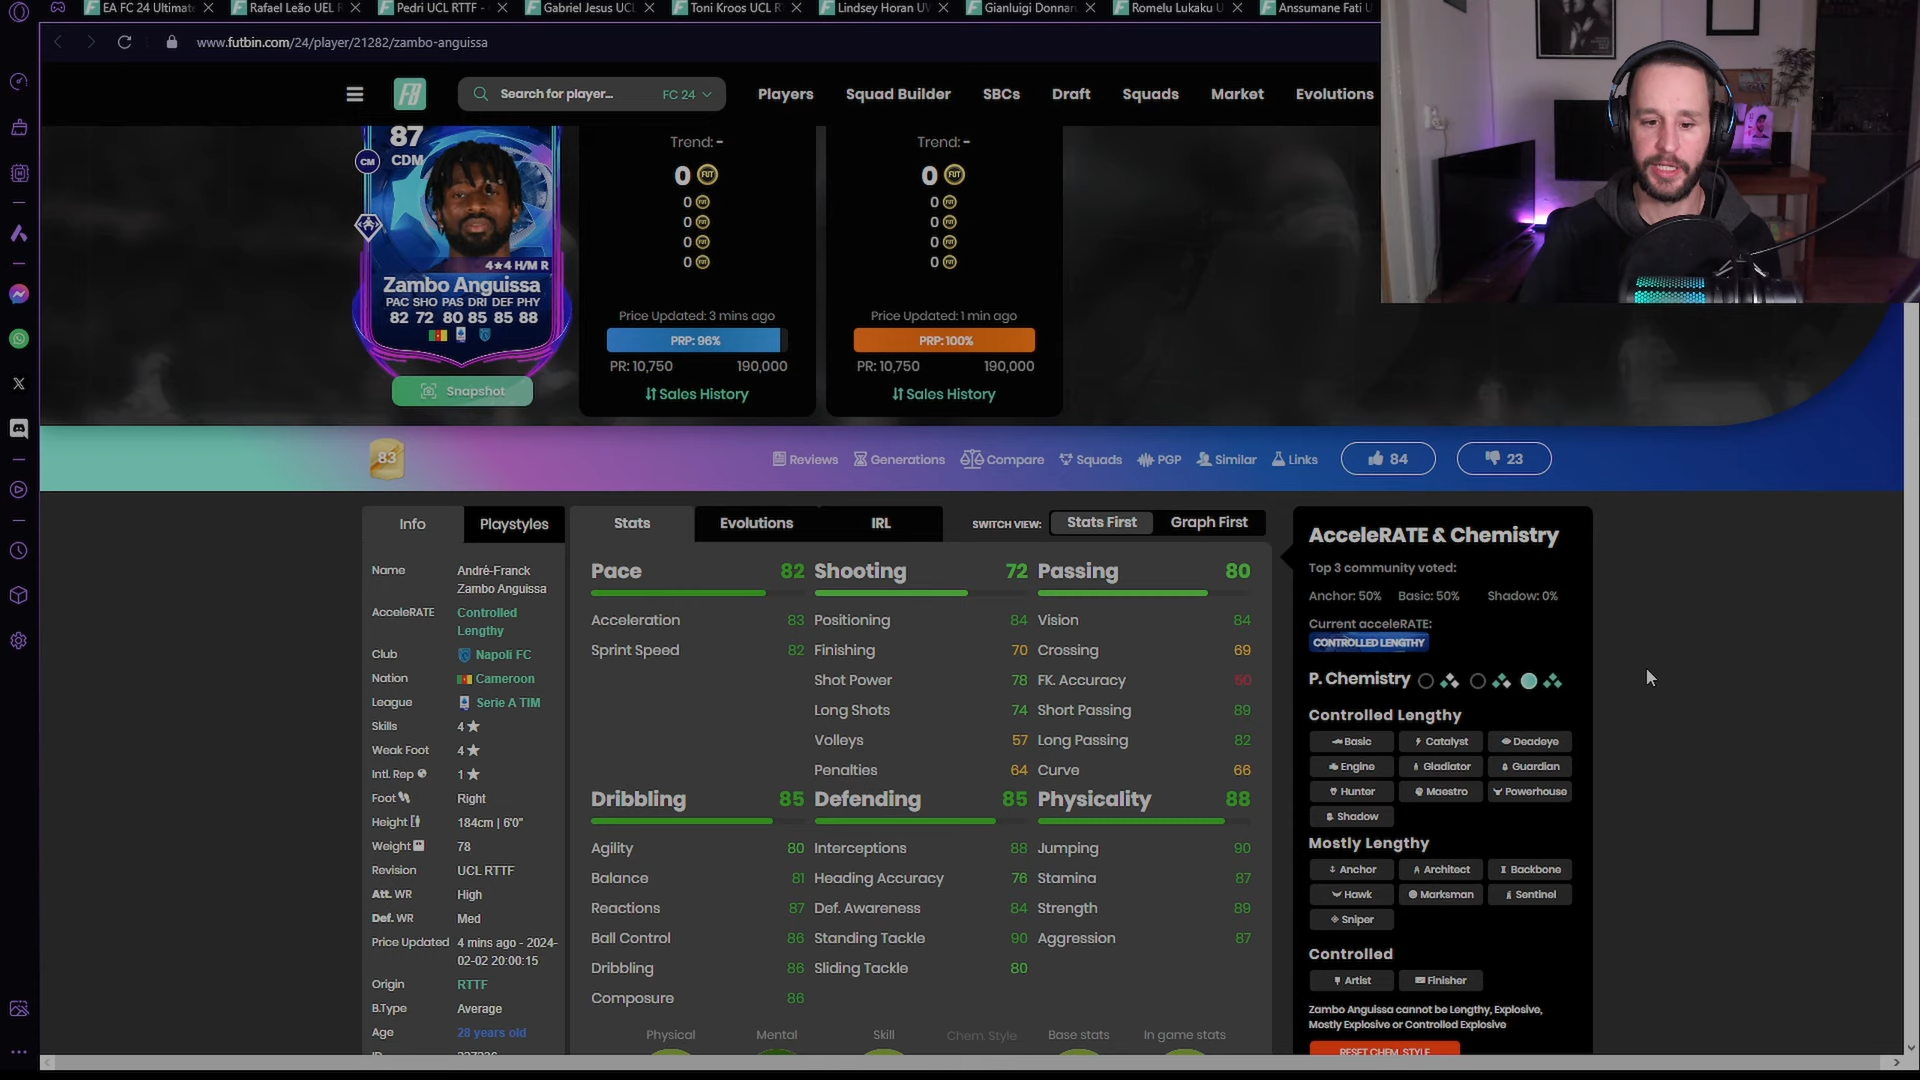 EA FC 24 Ultimate
Rafael Leão UEL F
Pedri UCL RTTF -
Gabriel Jesus UCL
Toni Kroos UCL R
Lindsey Horan UW
Gianluigi Donnar
Romelu Lukaku U
Anssumane Fati U
www.futbin.com/24/player/21282/zambo-anguissa
Search for player... FC 24
Players
Squad Builder
SBCs
Draft
Squads
Market
Evolutions
87
CDM
CM
4★4 H/M R
Zambo Anguissa
PAC SHO PAS DRI DEF PHY
82 72 80 85 85 88
Snapshot
Trend: -
0
0
0
0
0
Price Updated: 3 mins ago
PRP: 96%
PR: 10,750 190,000
Sales History
Trend: -
0
0
0
0
0
Price Updated: 1 min ago
PRP: 100%
PR: 10,750 190,000
Sales History
83
Reviews
Generations
Compare
Squads
PGP
Similar
Links
84
23
Info
Playstyles
Name André-Franck
Zambo Anguissa
AcceleRATE Controlled
Lengthy
Club Napoli FC
Nation Cameroon
League Serie A TIM
Skills 4★
Weak Foot 4★
Intl. Rep 1★
Foot Right
Height 184cm | 6'0"
Weight 78
Revision UCL RTTF
Att. WR High
Def. WR Med
Price Updated 4 mins ago - 2024-
02-02 20:00:15
Origin RTTF
B.Type Average
Age 28 years old
Stats
Evolutions
IRL
SWITCH VIEW:
Stats First
Graph First
Pace 82
Acceleration 83
Sprint Speed 82
Shooting 72
Positioning 84
Finishing 70
Shot Power 78
Long Shots 74
Volleys 57
Penalties 64
Passing 80
Vision 84
Crossing 69
FK. Accuracy
Short Passing 89
Long Passing 82
Curve 66
Dribbling 85
Agility 80
Balance 81
Reactions 87
Ball Control 86
Dribbling 86
Composure 86
Defending 85
Interceptions 88
Heading Accuracy 76
Def. Awareness 84
Standing Tackle 90
Sliding Tackle 80
Physicality 88
Jumping 90
Stamina 87
Strength 89
Aggression 87
Physical
Mental
Skill
Chem. Style
Base stats
In game stats
AcceleRATE & Chemistry
Top 3 community voted:
Anchor: 50% Basic: 50% Shadow: 0%
Current acceleRATE:
CONTROLLED LENGTHY
P. Chemistry
Controlled Lengthy
Basic Catalyst Deadeye
Engine Gladiator Guardian
Hunter Maestro Powerhouse
Shadow
Mostly Lengthy
Anchor Architect Backbone
Hawk Marksman Sentinel
Sniper
Controlled
Artist Finisher
Zambo Anguissa cannot be Lengthy, Explosive,
Mostly Explosive or Controlled Explosive
RESET CHEM. STYLE